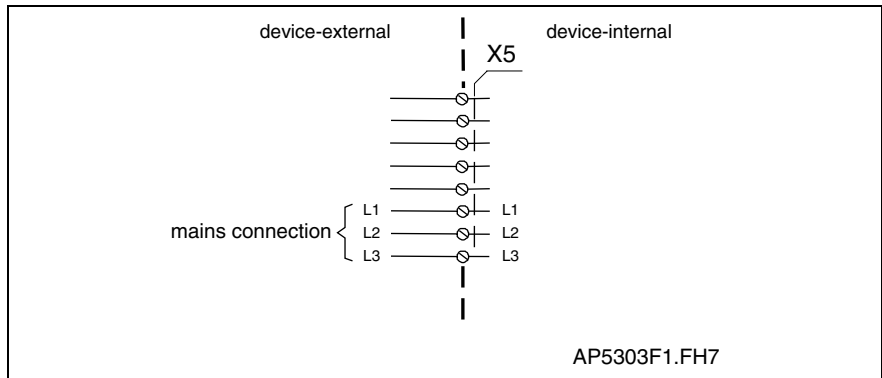 device-external
device-internal
X5
mains connection
L1
L1
L2
L2
L3
L3
AP5303F1.FH7